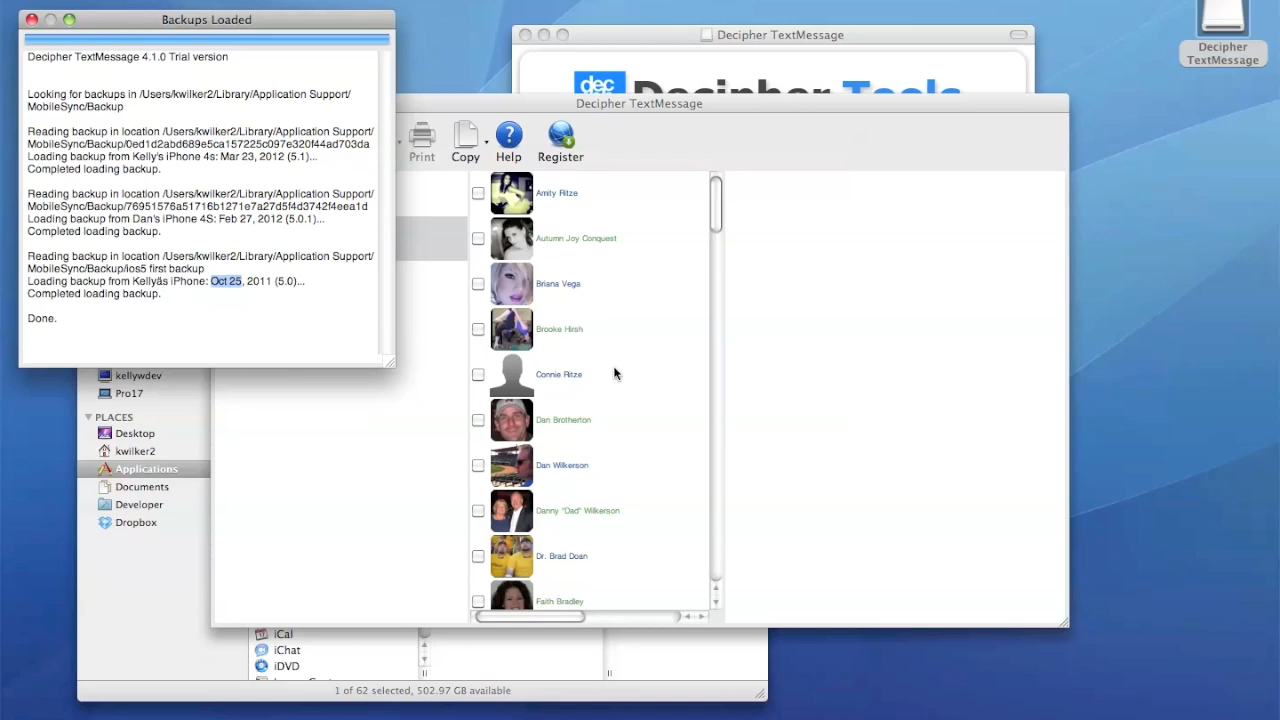 Backups Loaded
Decipher TextMessage 4.1.0 Trial version
Looking for backups in /Users/kwilker2/Library/Application Support/
MobileSync/Backup
Reading backup in location /Users/kwilker2/Library/Application Support/
MobileSync/Backup/0ed1d2abd689e5ca157225c097e320f44ad703da
Loading backup from Kelly's iPhone 4s: Mar 23, 2012 (5.1)...
Completed loading backup.
Reading backup in location /Users/kwilker2/Library/Application Support/
MobileSync/Backup/76951576a51716b1271e7a27d5f4d3742f4eea1d
Loading backup from Dan's iPhone 4S: Feb 27, 2012 (5.0.1)...
Completed loading backup.
Reading backup in location /Users/kwilker2/Library/Application Support/
MobileSync/Backup/ios5 first backup
Loading backup from Kellyäs iPhone: Oct 25, 2011 (5.0)...
Completed loading backup.
Done.
Decipher TextMessage
dec
Decipher Tools
Decipher
TextMessage
Decipher TextMessage
Print
Copy
Help
Register
Amity Ritze
Autumn Joy Conquest
Briana Vega
Brooke Hirsh
Connie Ritze
Dan Brotherton
Dan Wilkerson
Danny "Dad" Wilkerson
Dr. Brad Doan
Faith Bradley
kellywdev
Pro17
PLACES
Desktop
kwilker2
Applications
Documents
Developer
Dropbox
iCal
iChat
iDVD
1 of 62 selected, 502.97 GB available